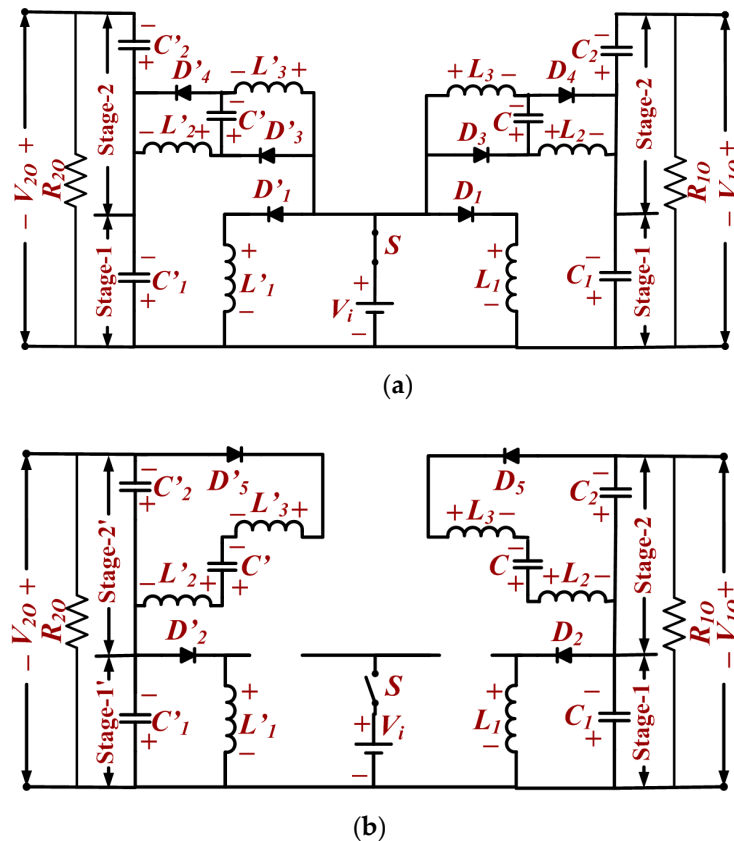 − V2O +
R2O
Stage-2
Stage-1
− C'2 +
D'4
− L'3 +
− C' +
− L'2 +
D'3
D'1
− C'1 +
+ L'1 −
S
+ Vi −
+ L3 −
D4
− C2 +
D3
− C +
+ L2 −
D1
+ L1 −
− C1 +
Stage-2
Stage-1
R1O
− V1O +
(a)
− V2O +
R2O
Stage-2'
Stage-1'
− C'2 +
D'5
− L'3 +
− C' +
− L'2 +
D'2
− C'1 +
+ L'1 −
S
+ Vi −
D5
+ L3 −
− C2 +
− C +
+ L2 −
D2
+ L1 −
− C1 +
Stage-2
Stage-1
R1O
− V1O +
(b)